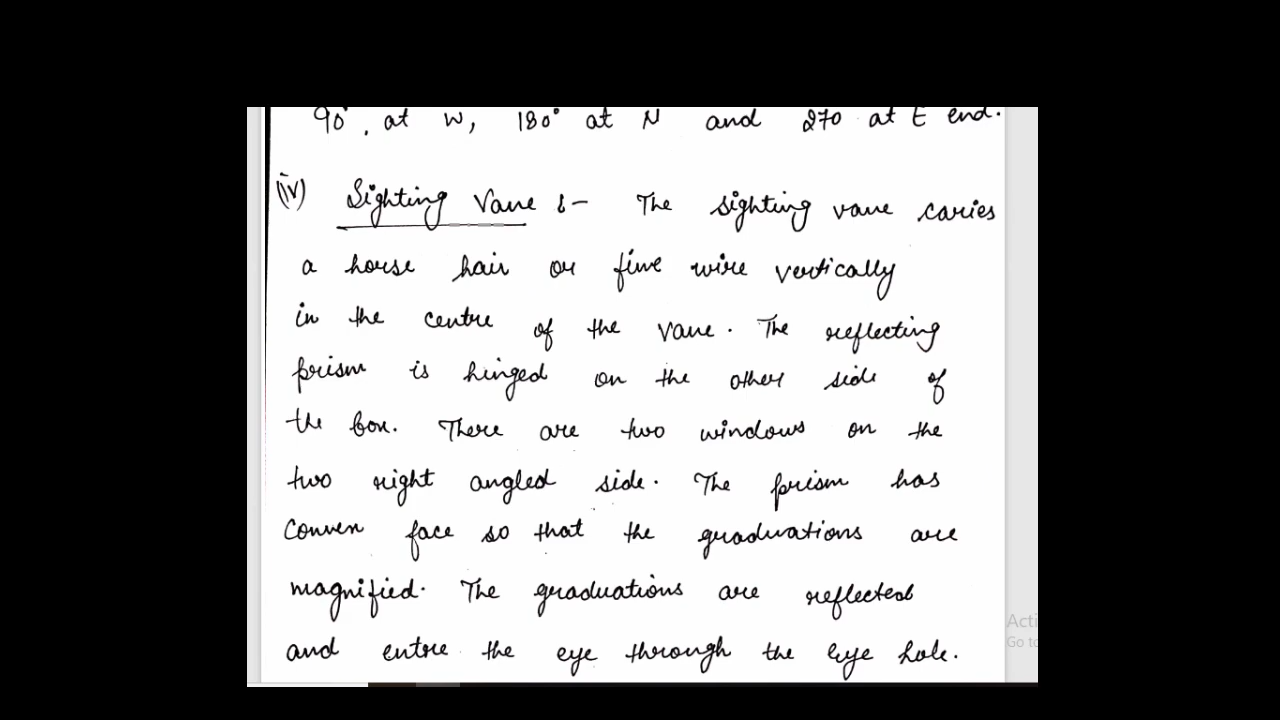 90°. at W, 180° at N and 270 at E end.
(iv) Sighting Vane :- The sighting vane caries
a horse hair or fine wire vertically
in the centre of the vane. The reflecting
prism is hinged on the other side of
the box. There are two windows on the
two right angled side. The prism has
convex face so that the graduations are
magnified. The graduations are reflected
and entre the eye through the eye hole.
Acti
Go to